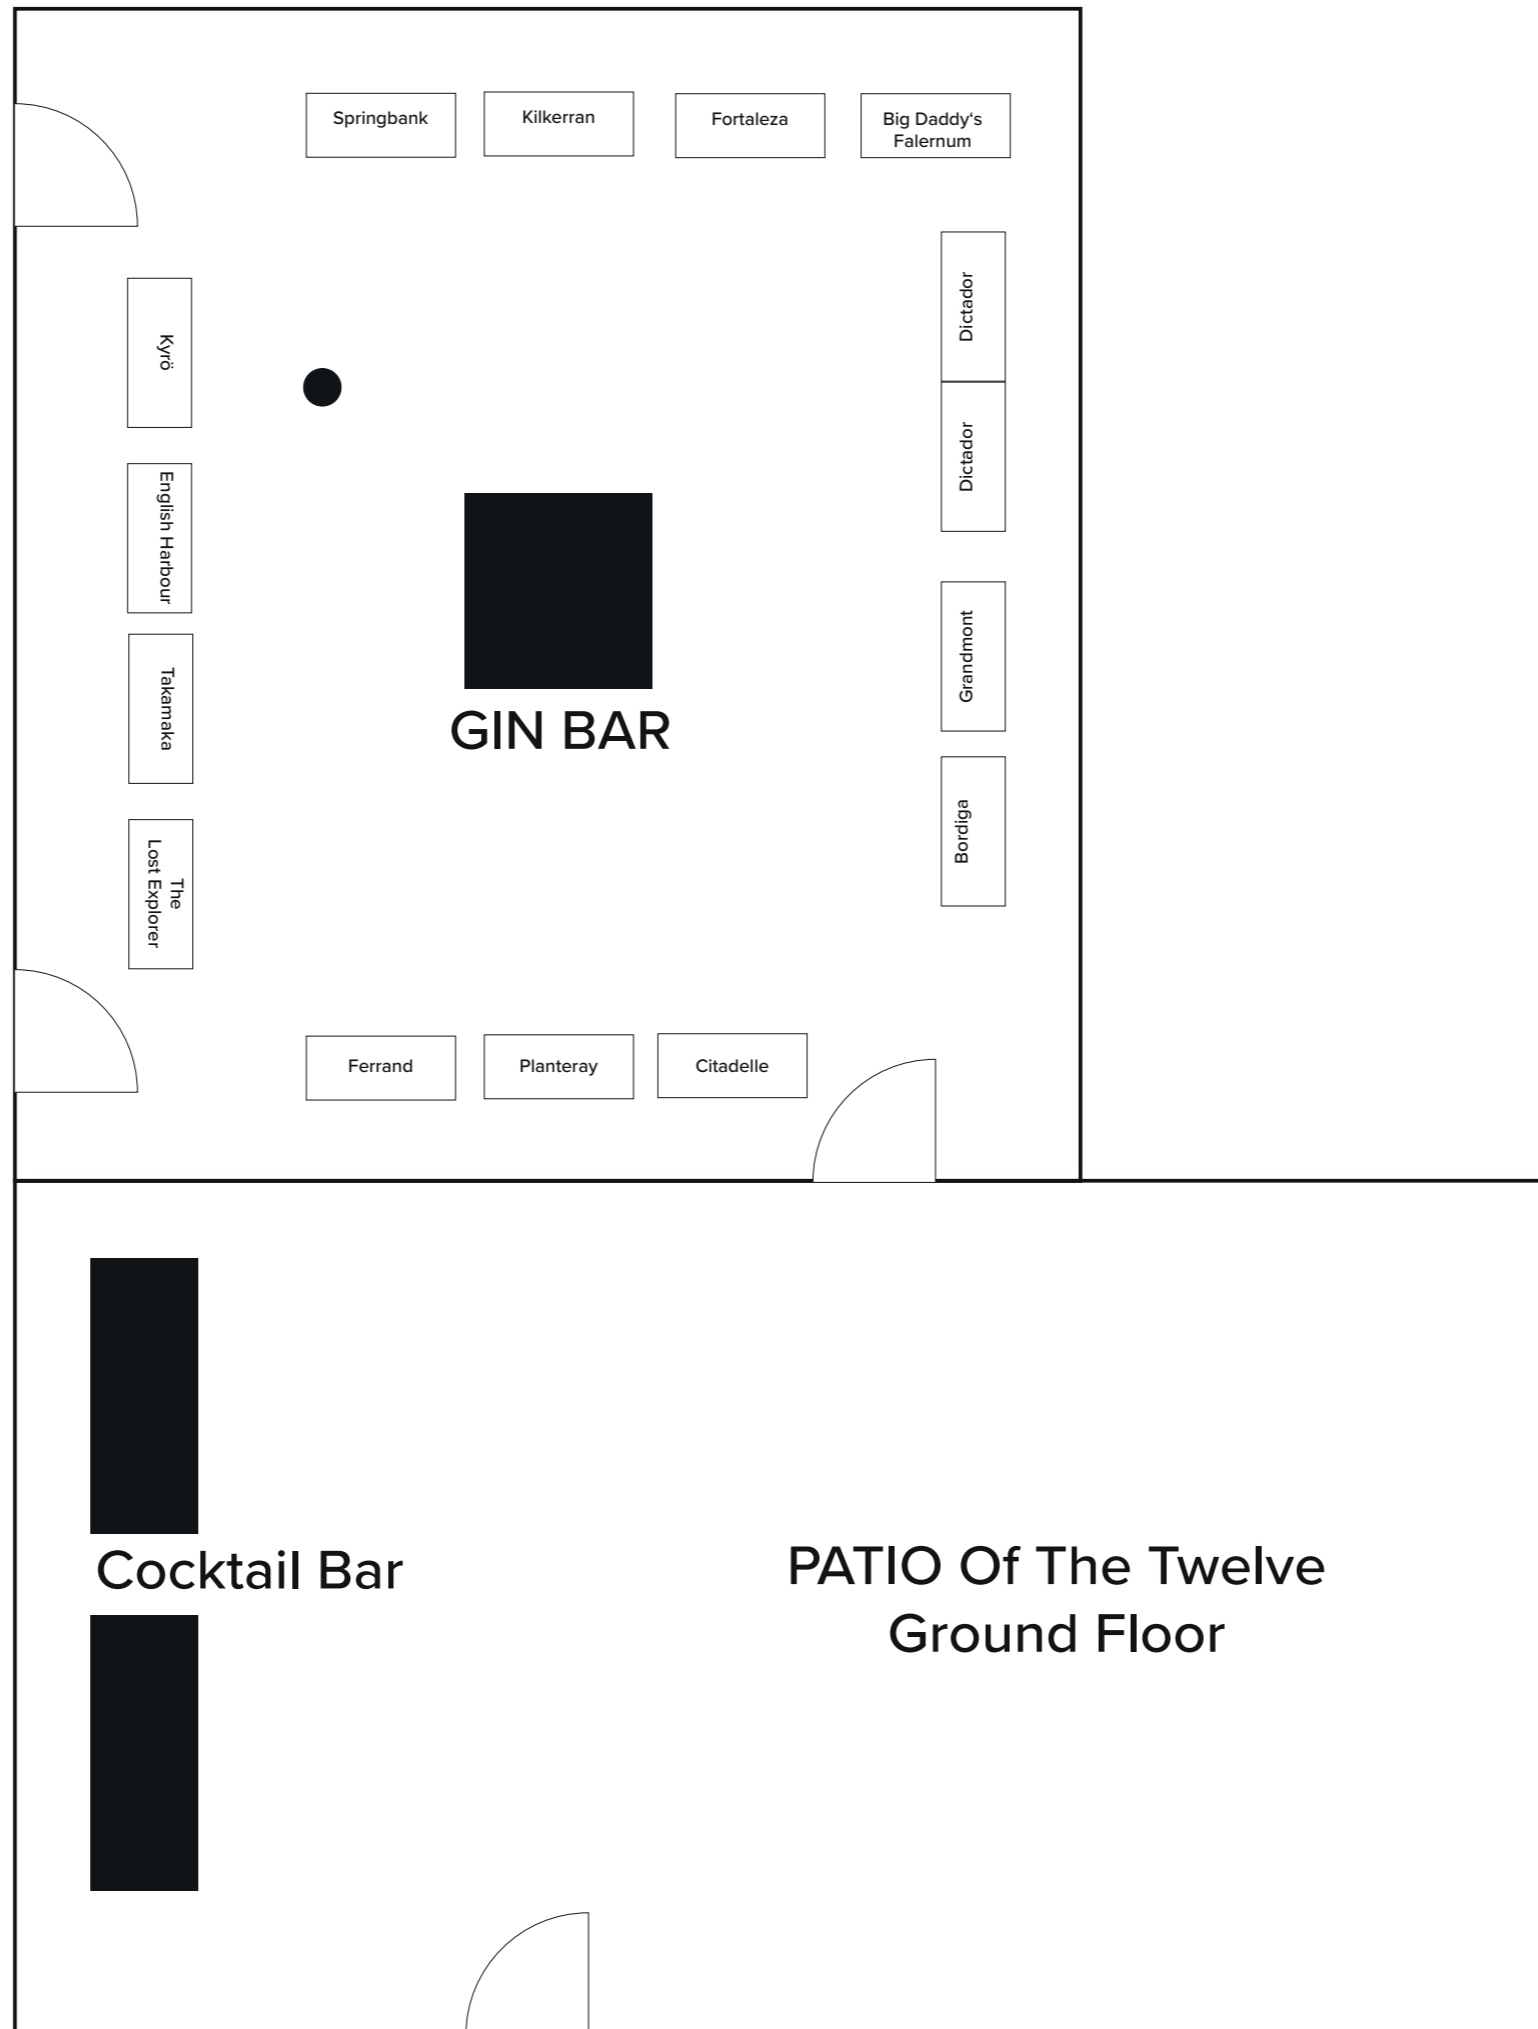 Springbank
Kilkerran
Fortaleza
Big Daddy‘s
Falernum
Kyrö
English Harbour
Takamaka
The
Lost Explorer
Dictador
Dictador
Grandmont
Bordiga
GIN BAR
Ferrand
Planteray
Citadelle
Cocktail Bar
PATIO Of The Twelve
Ground Floor